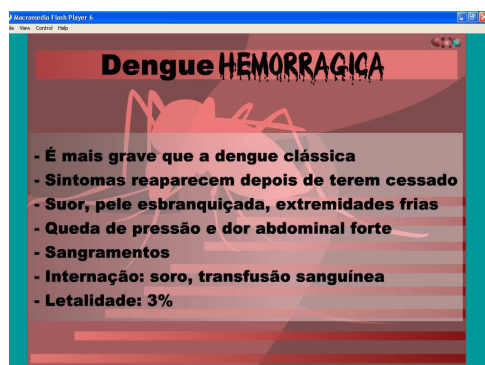 Macromedia Flash Player 6
File View Control Help
Dengue HEMORRAGICA
- É mais grave que a dengue clássica
- Sintomas reaparecem depois de terem cessado
- Suor, pele esbranquiçada, extremidades frias
- Queda de pressão e dor abdominal forte
- Sangramentos
- Internação: soro, transfusão sanguínea
- Letalidade: 3%